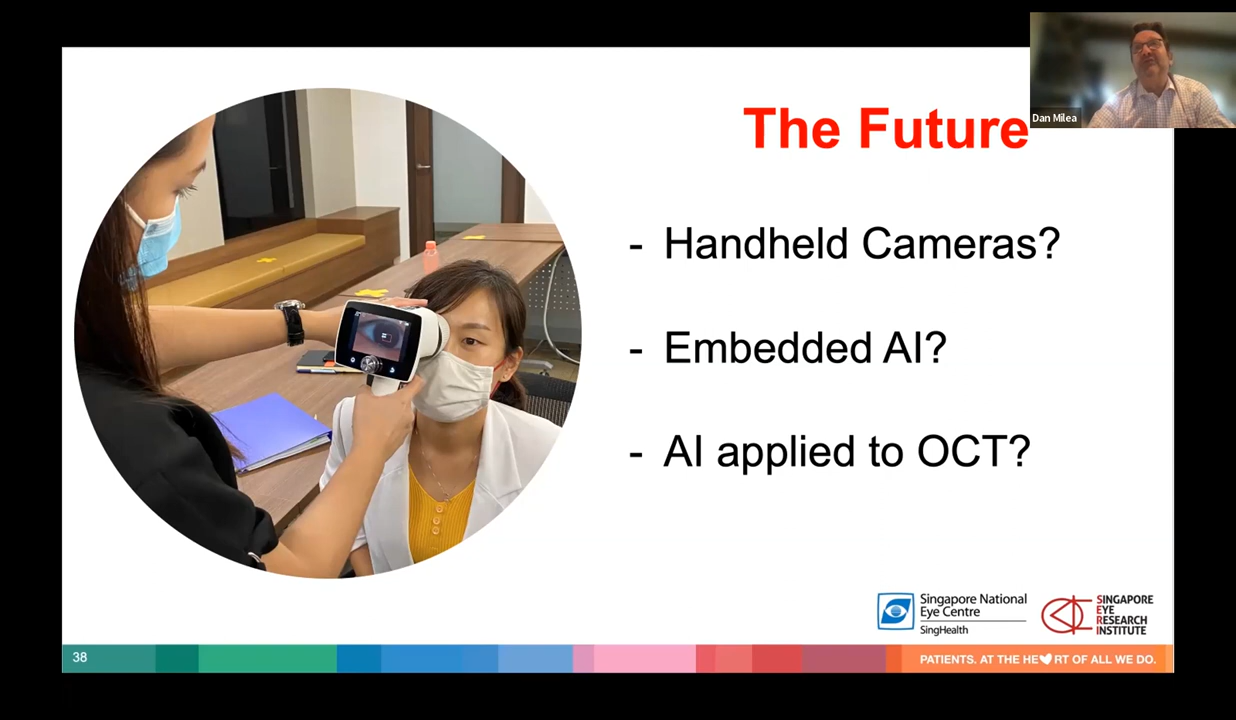 The Future
Dan Milea
- Handheld Cameras?
- Embedded AI?
- AI applied to OCT?
Singapore National
Eye Centre
SingHealth
SINGAPORE
EYE
RESEARCH
INSTITUTE
38
PATIENTS. AT THE HE♥RT OF ALL WE DO.